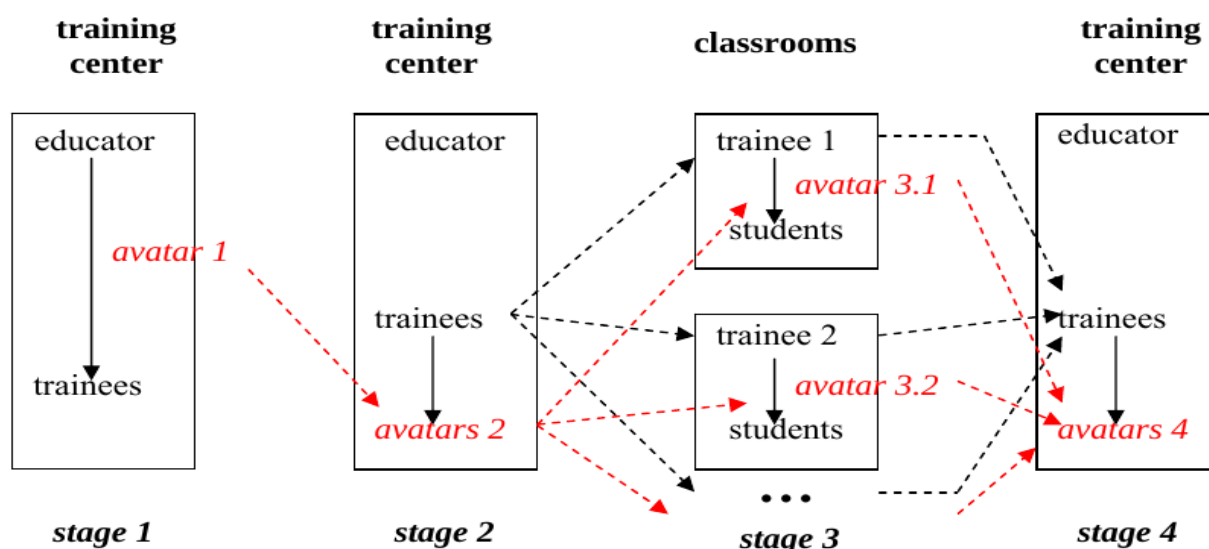 training
center
training
center
classrooms
training
center
educator
avatar 1
trainees
stage 1
educator
trainees
avatars 2
stage 2
trainee 1
avatar 3.1
students
trainee 2
avatar 3.2
students
...
stage 3
educator
trainees
avatars 4
stage 4